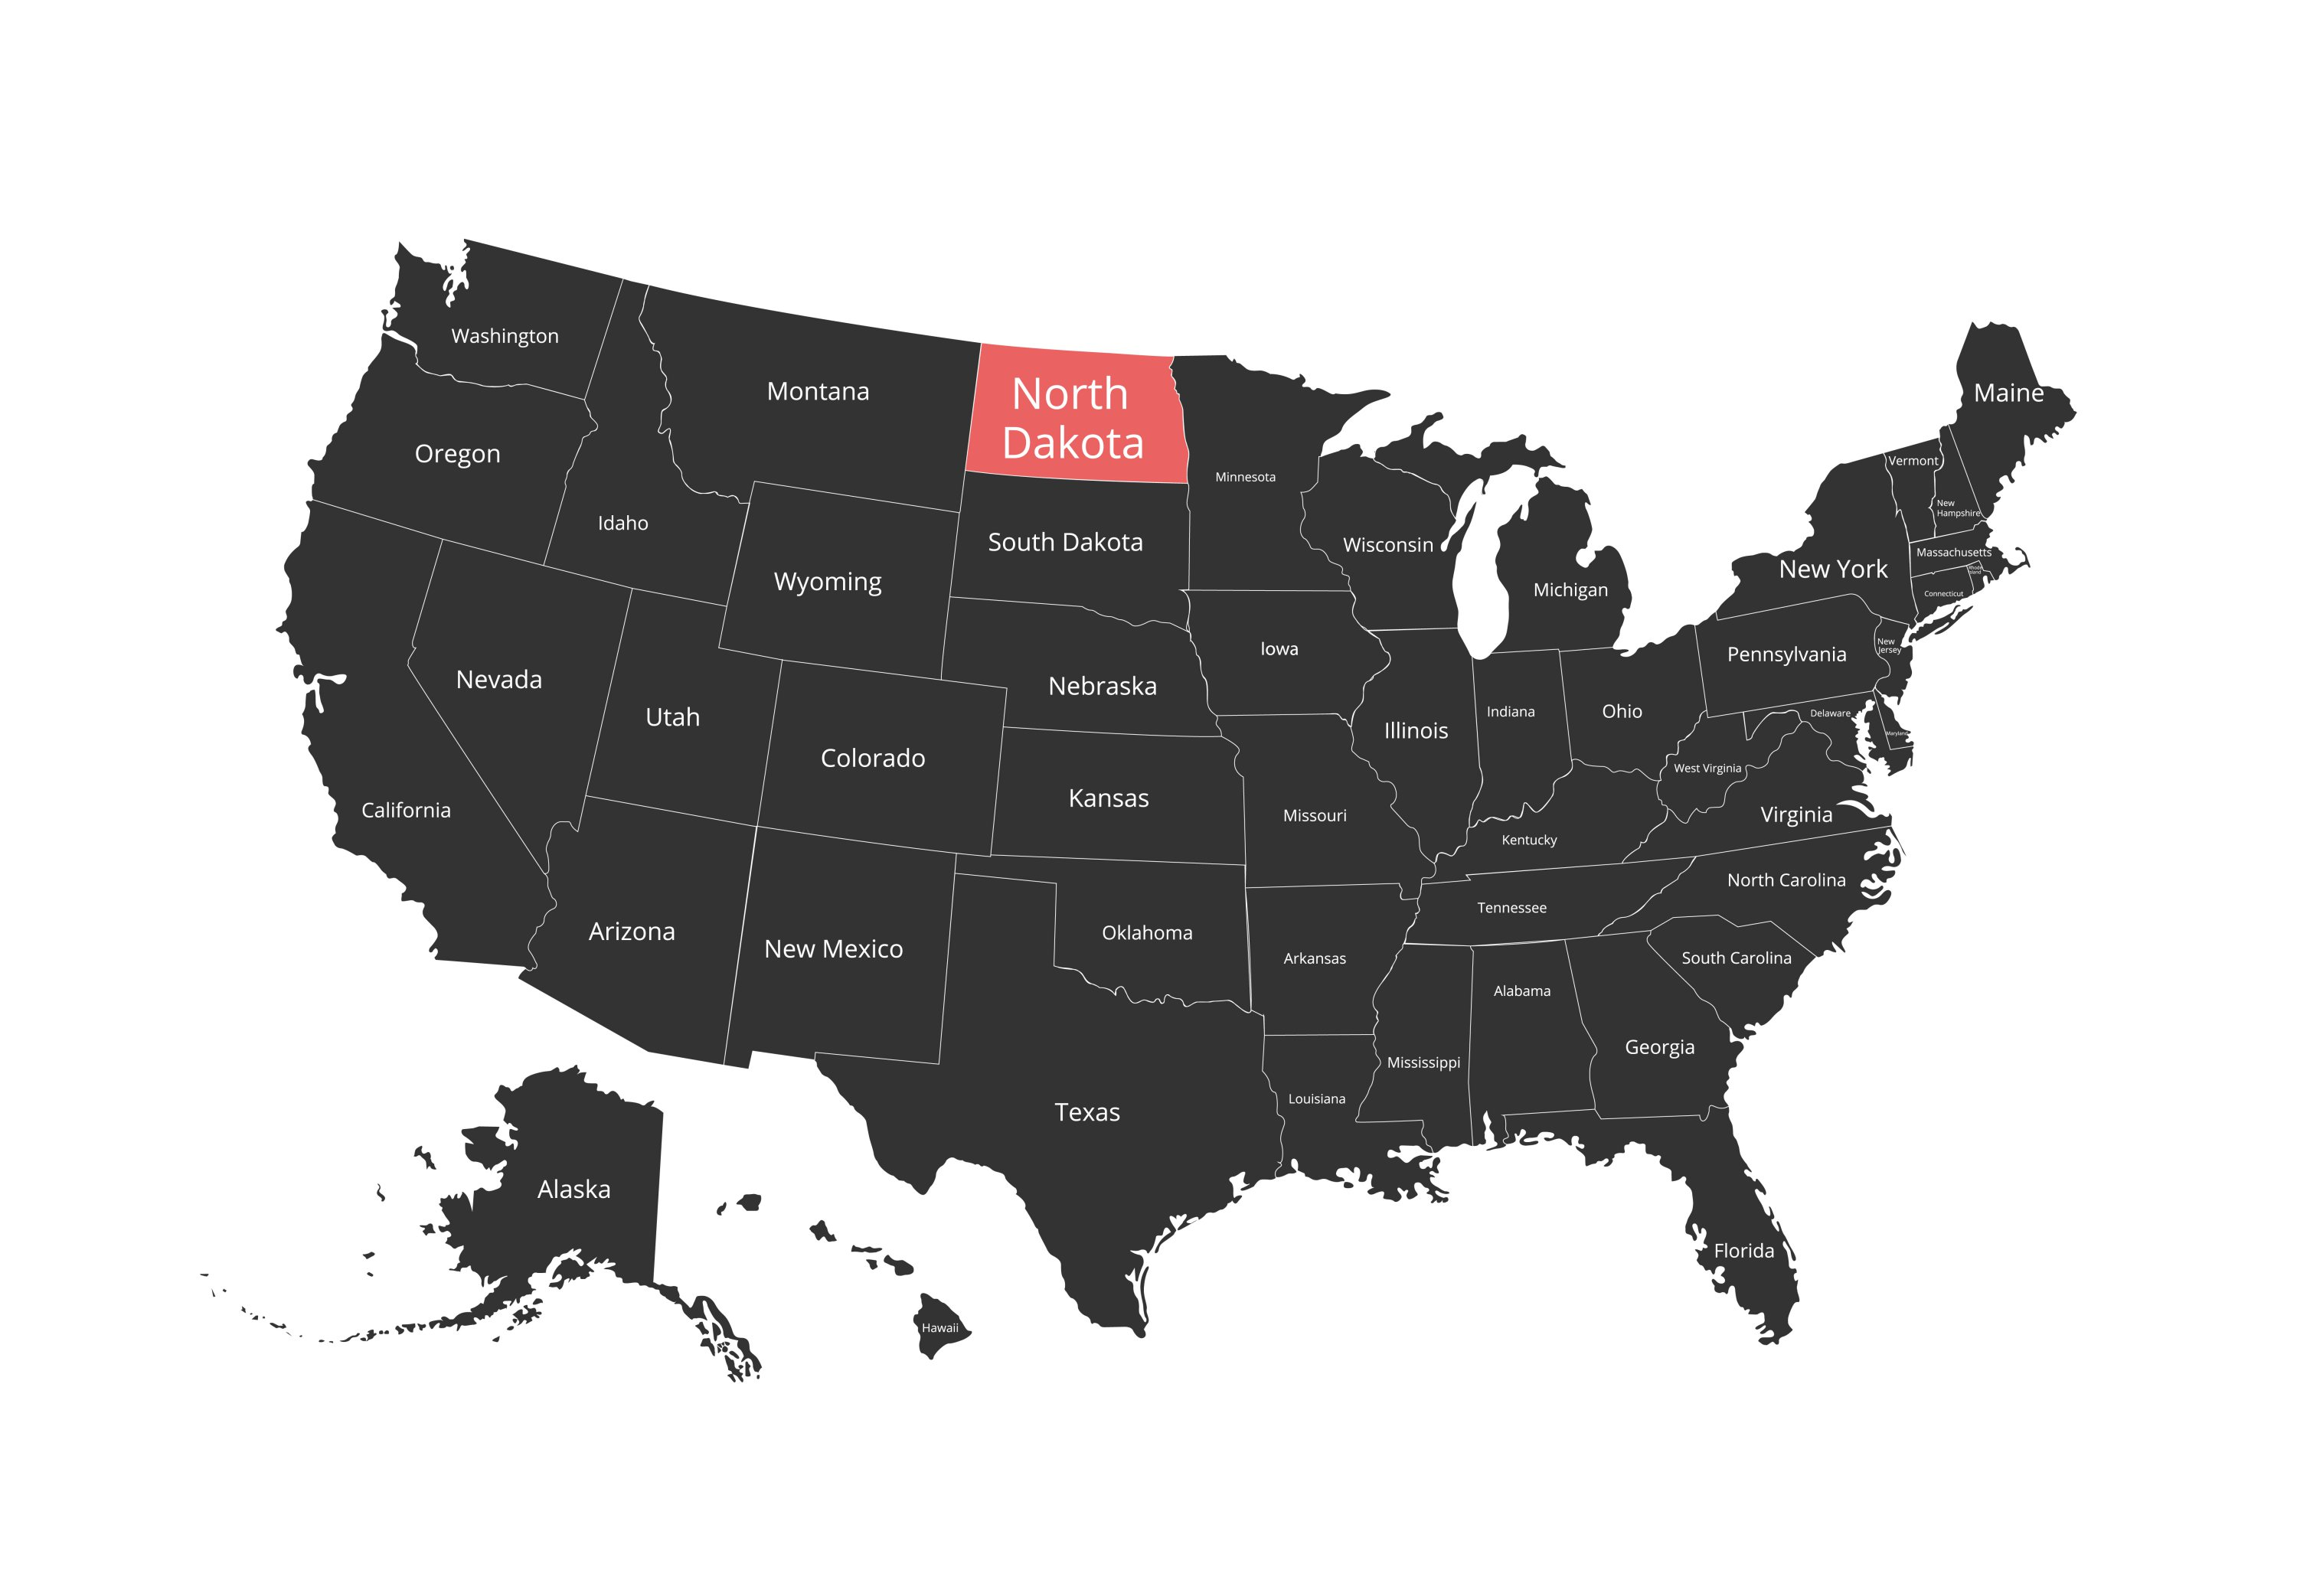 Washington
Montana
North
Dakota
Maine
Oregon
Minnesota
Vermont
New
Hampshire
Idaho
South Dakota
Wisconsin
Massachusetts
New York
Rhode
Island
Wyoming
Michigan
Connecticut
Iowa
Pennsylvania
New
Jersey
Nevada
Nebraska
Utah
Illinois
Indiana
Ohio
Delaware
Maryland
Colorado
Kansas
West Virginia
California
Missouri
Virginia
Kentucky
North Carolina
Tennessee
Arizona
New Mexico
Oklahoma
Arkansas
South Carolina
Alabama
Georgia
Mississippi
Louisiana
Texas
Alaska
Florida
Hawaii